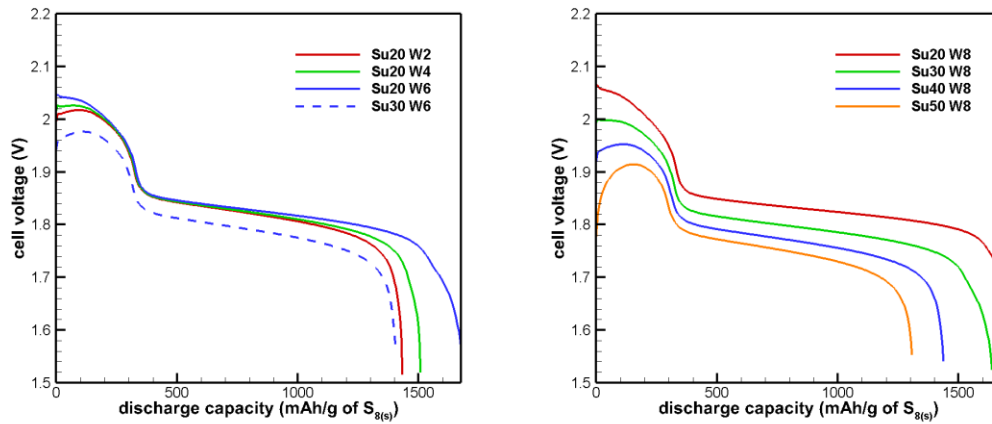 2.2
2.1
2
1.9
1.8
1.7
1.6
1.5
cell voltage (V)
Su20 W2
Su20 W4
Su20 W6
Su30 W6
0
500
1000
1500
discharge capacity (mAh/g of S8(s))
2.2
2.1
2
1.9
1.8
1.7
1.6
1.5
cell voltage (V)
Su20 W8
Su30 W8
Su40 W8
Su50 W8
0
500
1000
1500
discharge capacity (mAh/g of S8(s))